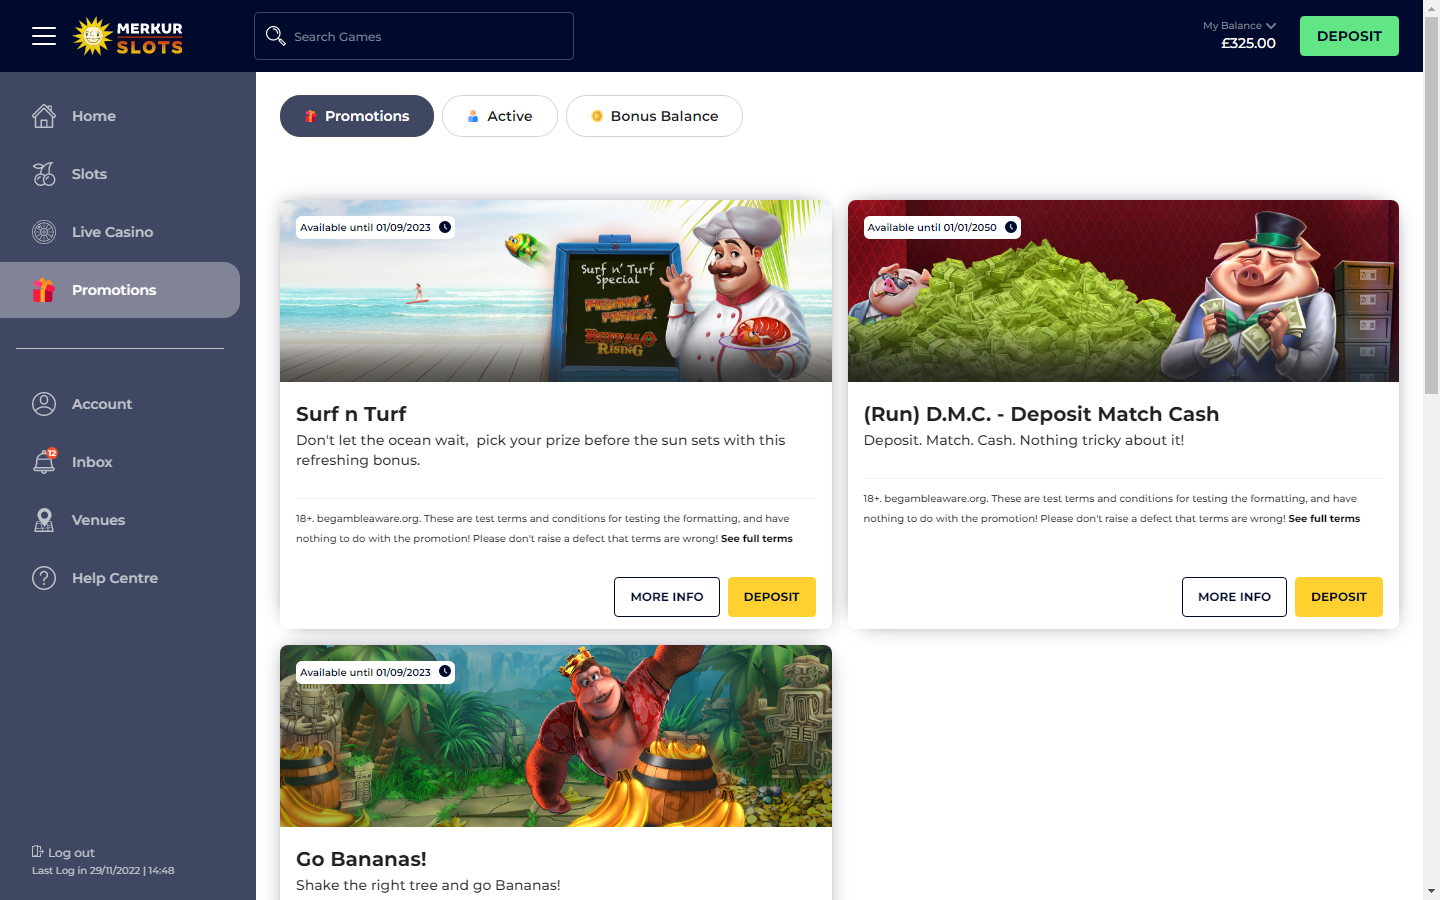 MERKUR
SLOTS
Search Games
My Balance
£325.00
DEPOSIT
Home
Slots
Live Casino
Promotions
Account
12
Inbox
Venues
Help Centre
Log out
Last Log in 29/11/2022 | 14:48
Promotions
Active
Bonus Balance
Available until 01/09/2023
Surf n' Turf
Special
FISHIN'
FRENZY
BUFFALO
RISING
Surf n Turf
Don't let the ocean wait,  pick your prize before the sun sets with this
refreshing bonus.
18+. begambleaware.org. These are test terms and conditions for testing the formatting, and have
nothing to do with the promotion! Please don't raise a defect that terms are wrong! See full terms
MORE INFO
DEPOSIT
Available until 01/01/2050
(Run) D.M.C. - Deposit Match Cash
Deposit. Match. Cash. Nothing tricky about it!
18+. begambleaware.org. These are test terms and conditions for testing the formatting, and have
nothing to do with the promotion! Please don't raise a defect that terms are wrong! See full terms
MORE INFO
DEPOSIT
Available until 01/09/2023
Go Bananas!
Shake the right tree and go Bananas!